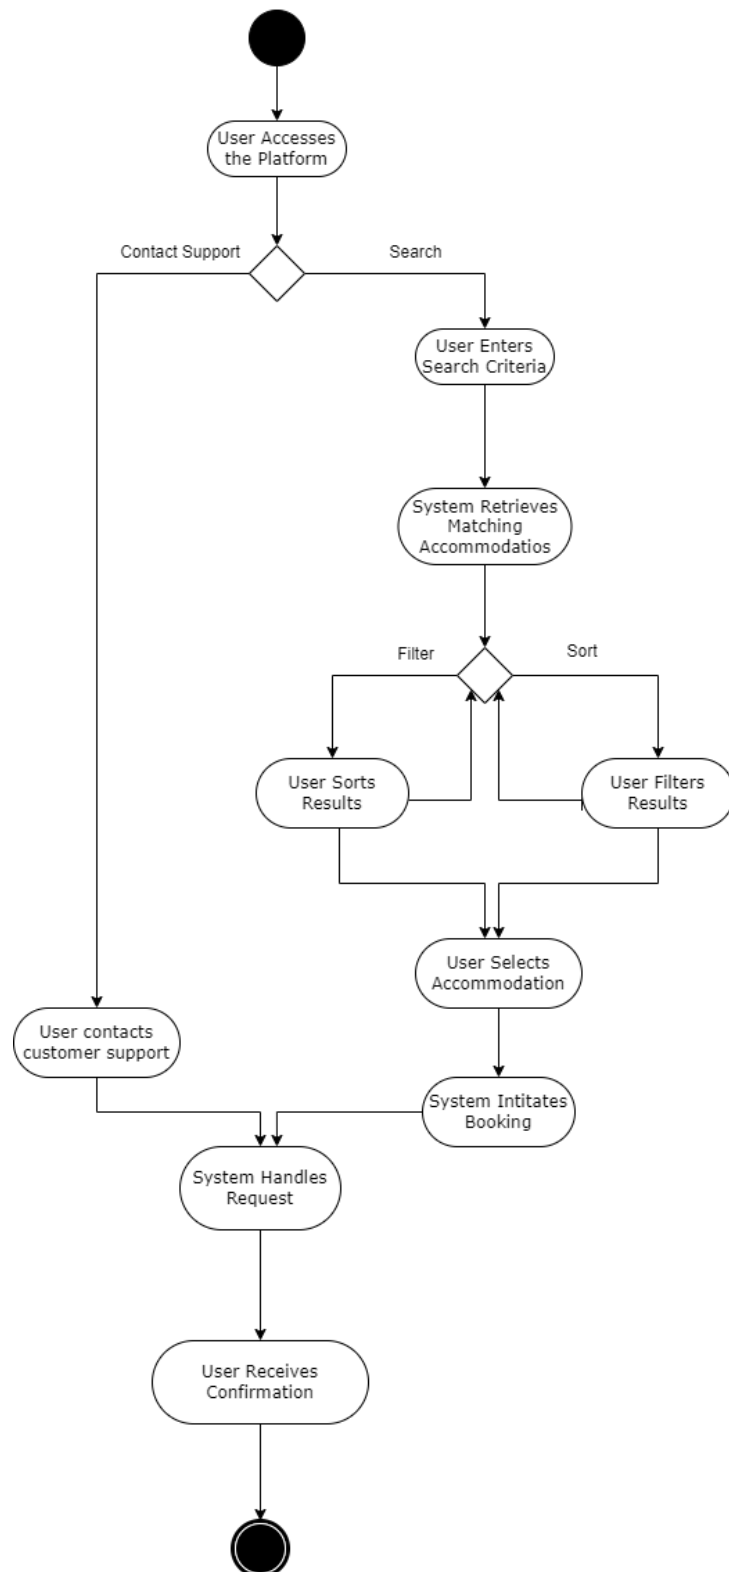 User Accesses
the Platform
Contact Support
Search
User Enters
Search Criteria
System Retrieves
Matching
Accommodatios
Filter
Sort
User Sorts
Results
User Filters
Results
User Selects
Accommodation
User contacts
customer support
System Intitates
Booking
System Handles
Request
User Receives
Confirmation